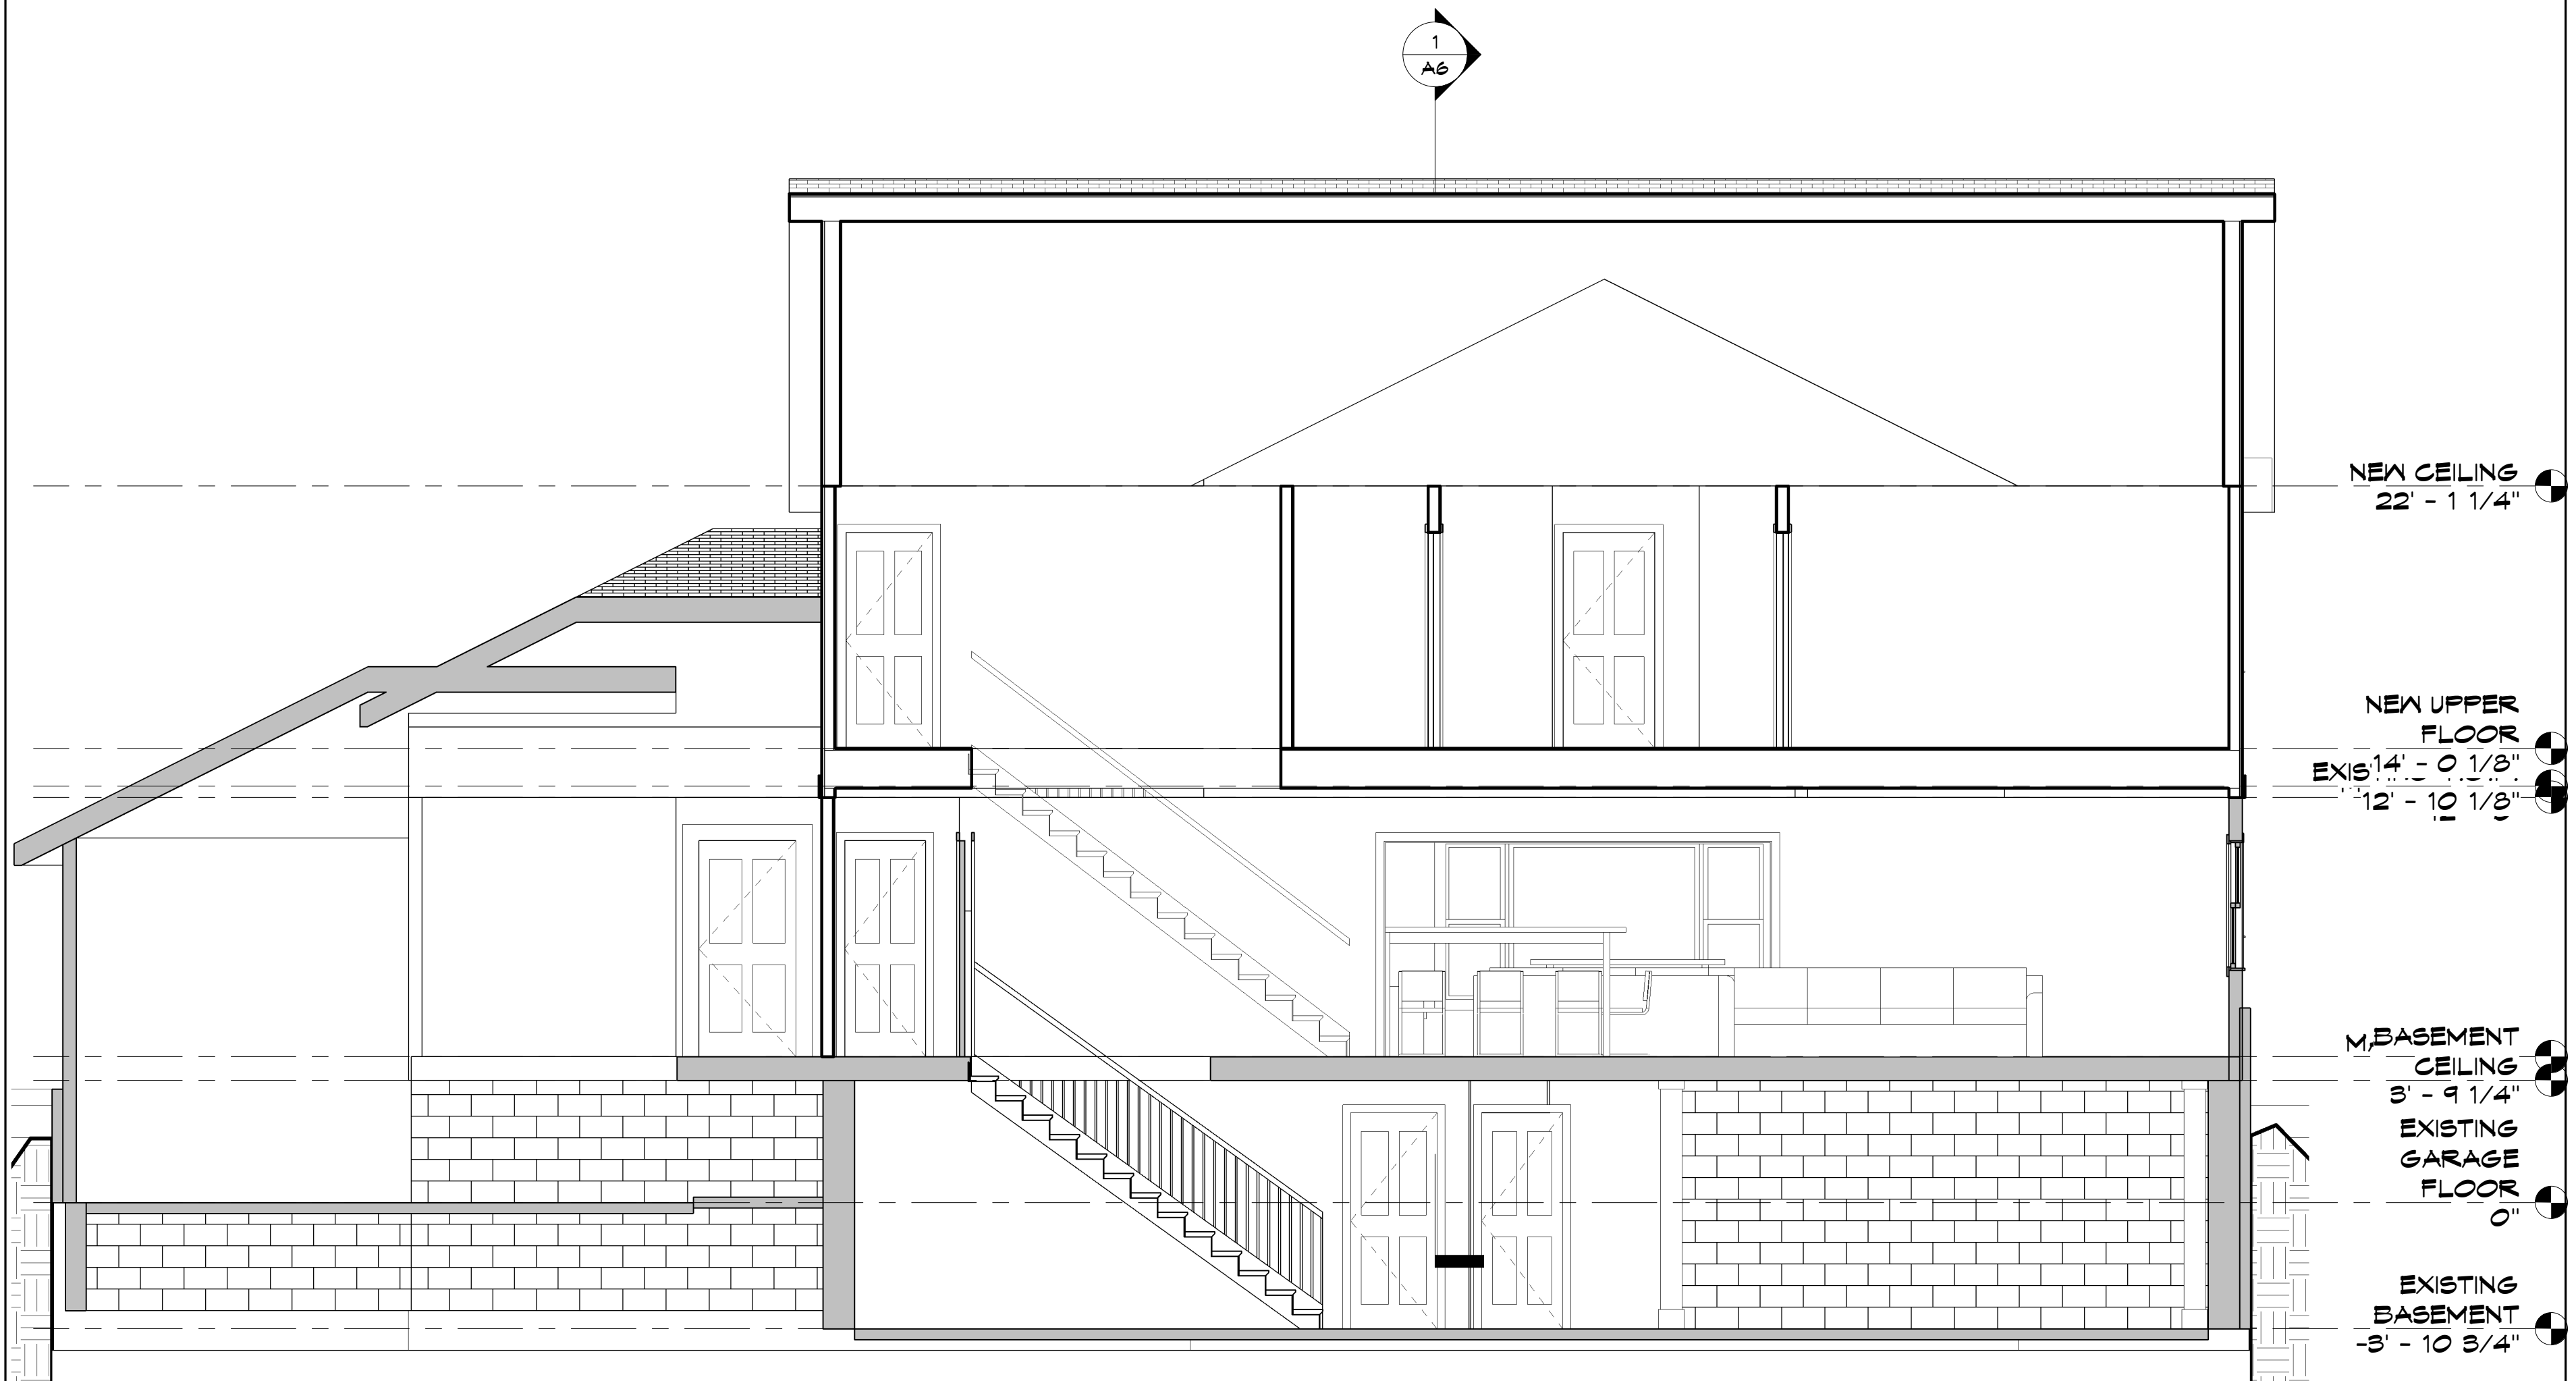 1
A6
NEW CEILING
22' - 1 1/4"
NEW UPPER
FLOOR
14' - 0 1/8"
12' - 10 1/8"
BASEMENT
CEILING
3' - 9 1/4"
EXISTING
GARAGE
FLOOR
0"
EXISTING
BASEMENT
-3' - 10 3/4"